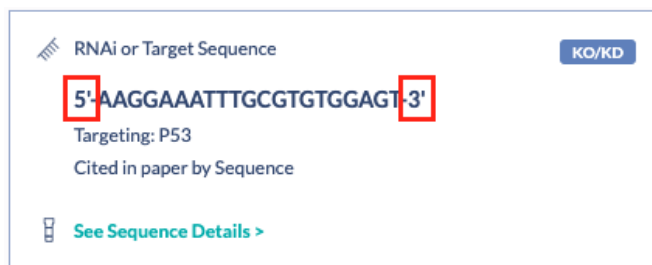 RNAi or Target Sequence
KO/KD
5'-AAGGAAATTTGCGTGTGGAGT-3'
Targeting: P53
Cited in paper by Sequence
See Sequence Details >